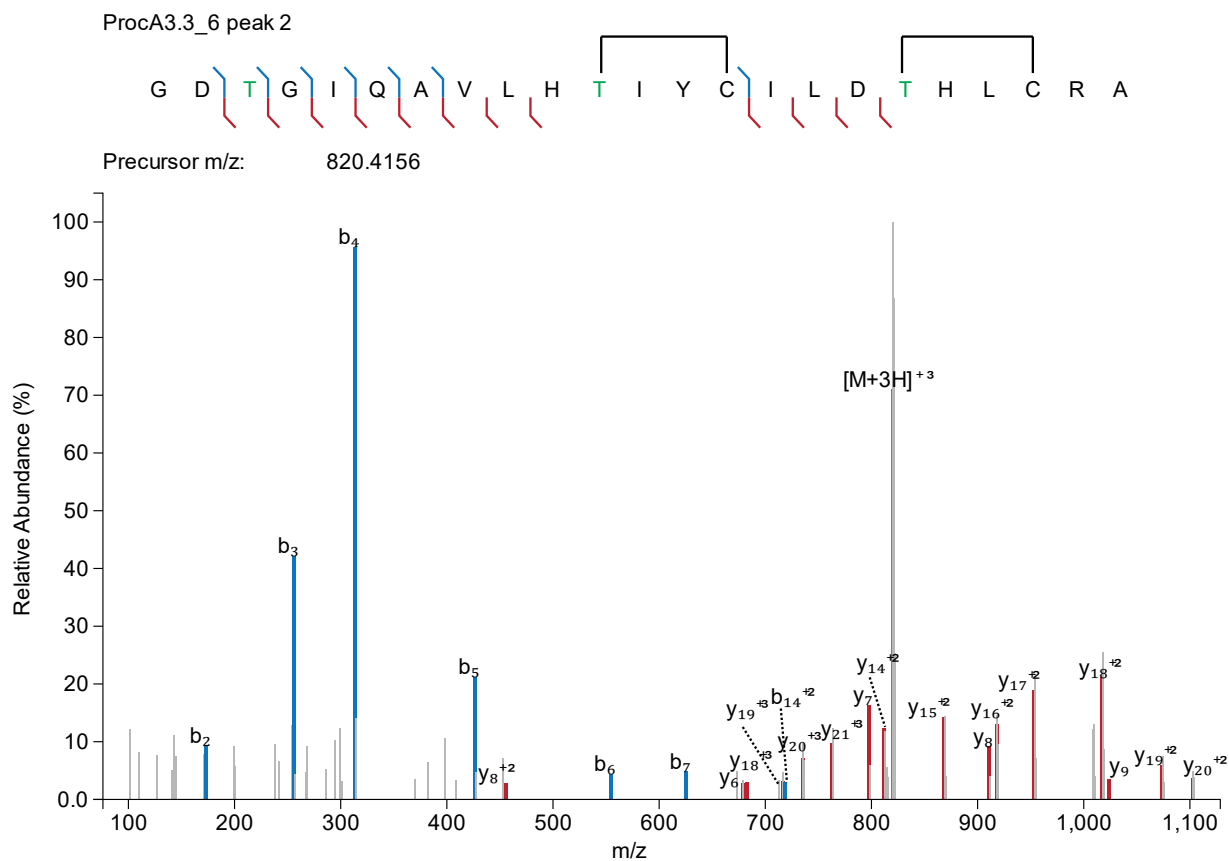 ProcA3.3_6 peak 2
G D T G I Q A V L H T I Y C I L D T H L C R A
Precursor m/z: 820.4156
Relative Abundance (%)
100
90
80
70
60
50
40
30
20
10
0.0
b₂
b₃
b₄
b₅
y₈⁺²
b₆
b₇
y₆
y₁₈⁺³
y₁₉⁺³
b₁₄⁺²
y₂₀⁺³
y₂₁⁺³
y₇
y₁₄⁺²
[M+3H]⁺³
y₁₅⁺²
y₈
y₁₆⁺²
y₁₇⁺²
y₉
y₁₈⁺²
y₁₉⁺²
y₂₀⁺²
100 200 300 400 500 600 700 800 900 1,000 1,100
m/z